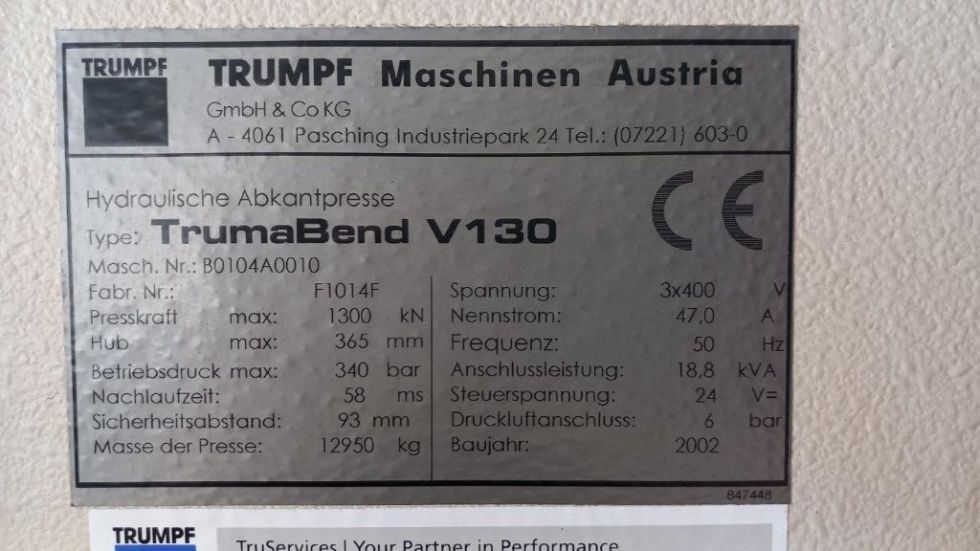 TRUMPF
TRUMPF Maschinen Austria
GmbH & Co KG
A - 4061 Pasching Industriepark 24 Tel.: (07221) 603-0
Hydraulische Abkantpresse
CE
Type: TrumaBend V130
Masch. Nr.: B0104A0010
Fabr. Nr.: F1014F
Presskraft max: 1300 kN
Hub max: 365 mm
Betriebsdruck max: 340 bar
Nachlaufzeit: 58 ms
Sicherheitsabstand: 93 mm
Masse der Presse: 12950 kg
Spannung: 3x400 V
Nennstrom: 47,0 A
Frequenz: 50 Hz
Anschlussleistung: 18,8 kVA
Steuerspannung: 24 V=
Druckluftanschluss: 6 bar
Baujahr: 2002
847448
TRUMPF
TruServices | Your Partner in Performance